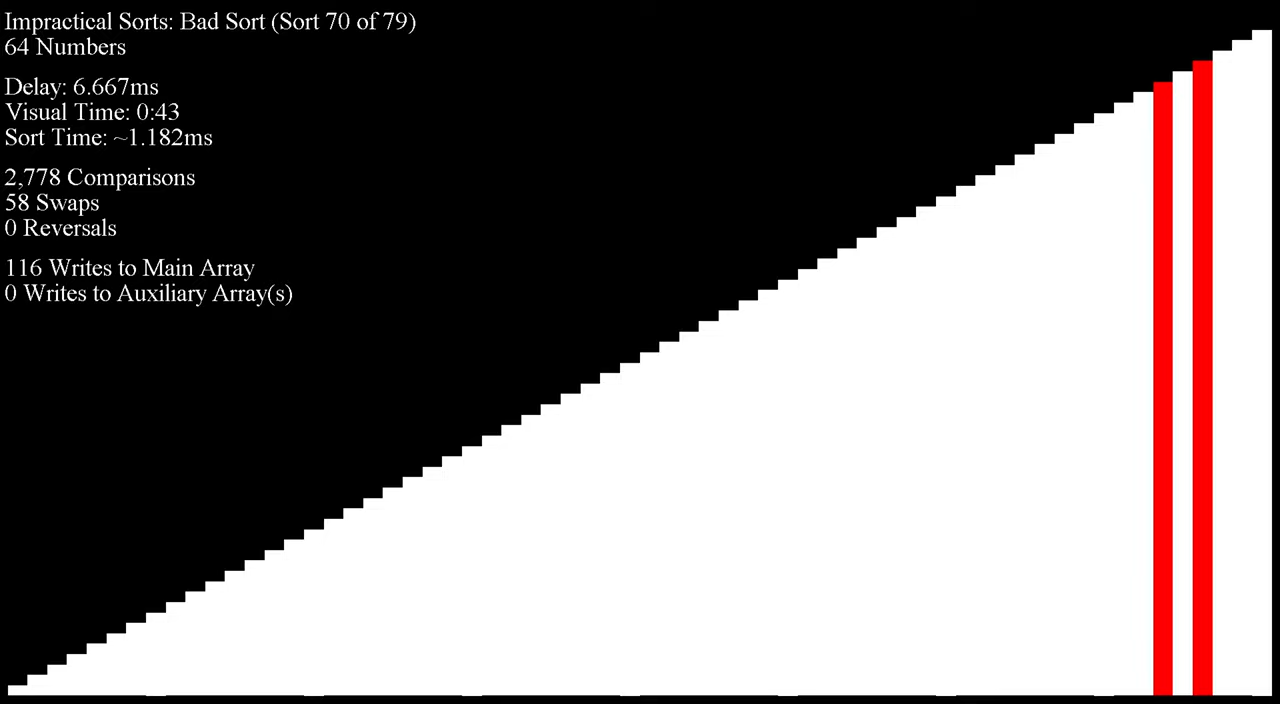 Impractical Sorts: Bad Sort (Sort 70 of 79)
64 Numbers
Delay: 6.667ms
Visual Time: 0:43
Sort Time: ~1.182ms
2,778 Comparisons
58 Swaps
0 Reversals
116 Writes to Main Array
0 Writes to Auxiliary Array(s)